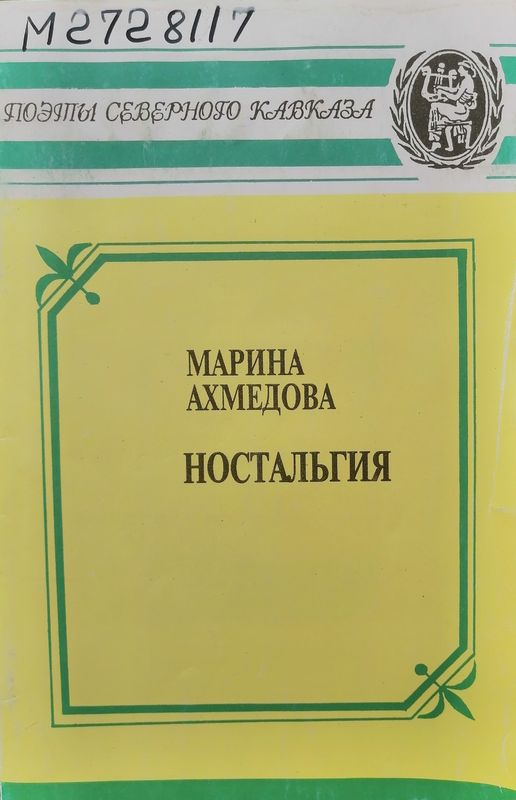 М2728117
ПОЭТЫ СЕВЕРНОГО КАВКАЗА
МАРИНА
АХМЕДОВА
НОСТАЛЬГИЯ